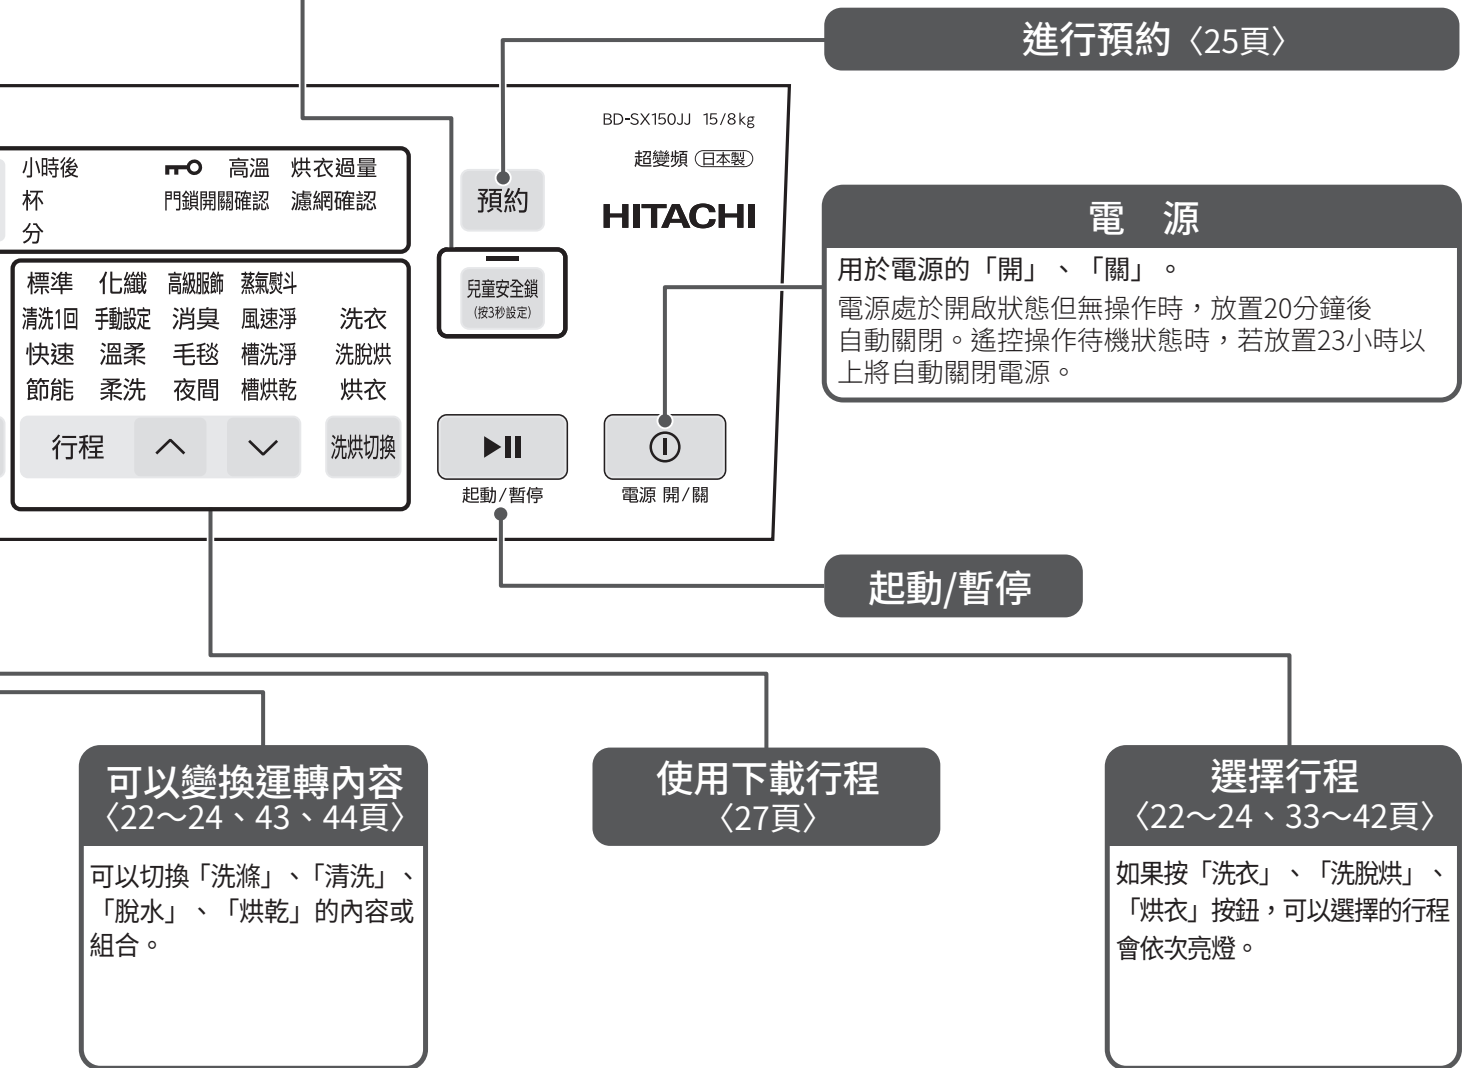 進行預約〈25頁〉
BD-SX150JJ 15/8kg
超變頻 日本製
HITACHI
小時後 高溫 烘衣過量
杯 門鎖開關確認 濾網確認
分
預約
兒童安全鎖
(按3秒設定)
標準 化纖 高級服飾 蒸氣熨斗
清洗1回 手動設定 消臭 風速淨 洗衣
快速 溫柔 毛毯 槽洗淨 洗脫烘
節能 柔洗 夜間 槽烘乾 烘衣
行程 洗烘切換
起動/暫停
電源 開/關
電 源
用於電源的「開」、「關」。
電源處於開啟狀態但無操作時，放置20分鐘後
自動關閉。遙控操作待機狀態時，若放置23小時以
上將自動關閉電源。
起動/暫停
可以變換運轉內容
〈22～24、43、44頁〉
可以切換「洗滌」、「清洗」、
「脫水」、「烘乾」的內容或
組合。
使用下載行程
〈27頁〉
選擇行程
〈22～24、33～42頁〉
如果按「洗衣」、「洗脫烘」、
「烘衣」按鈕，可以選擇的行程
會依次亮燈。